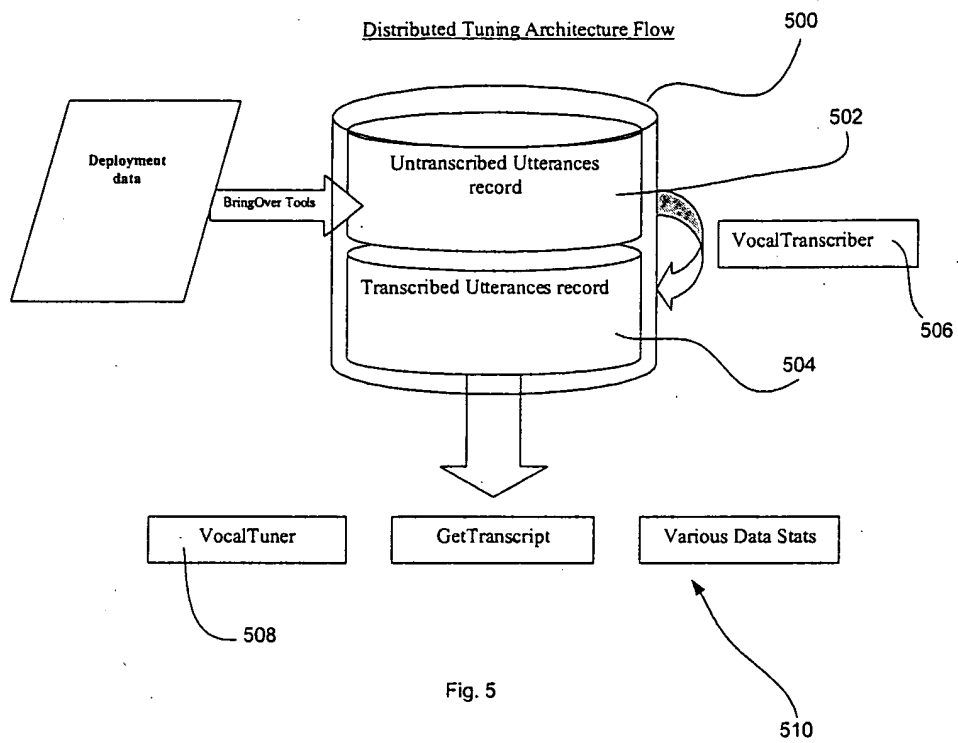 Distributed Tuning Architecture Flow
500
502
Deployment
data
Untranscribed Utterances
record
BringOver Tools
VocalTranscriber
Transcribed Utterances record
506
504
VocalTuner
GetTranscript
Various Data Stats
508
Fig. 5
510